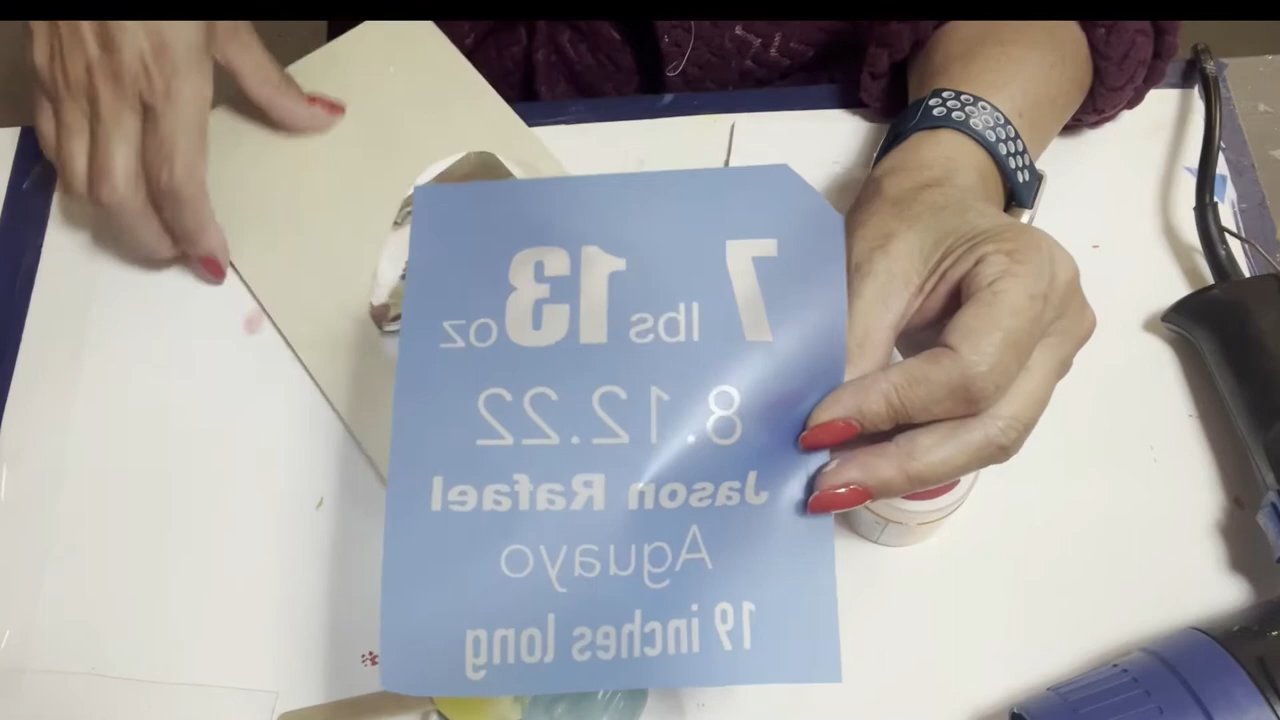 7 lbs 13 oz
8.12.22
Jason Rafael
Aguayo
19 inches long